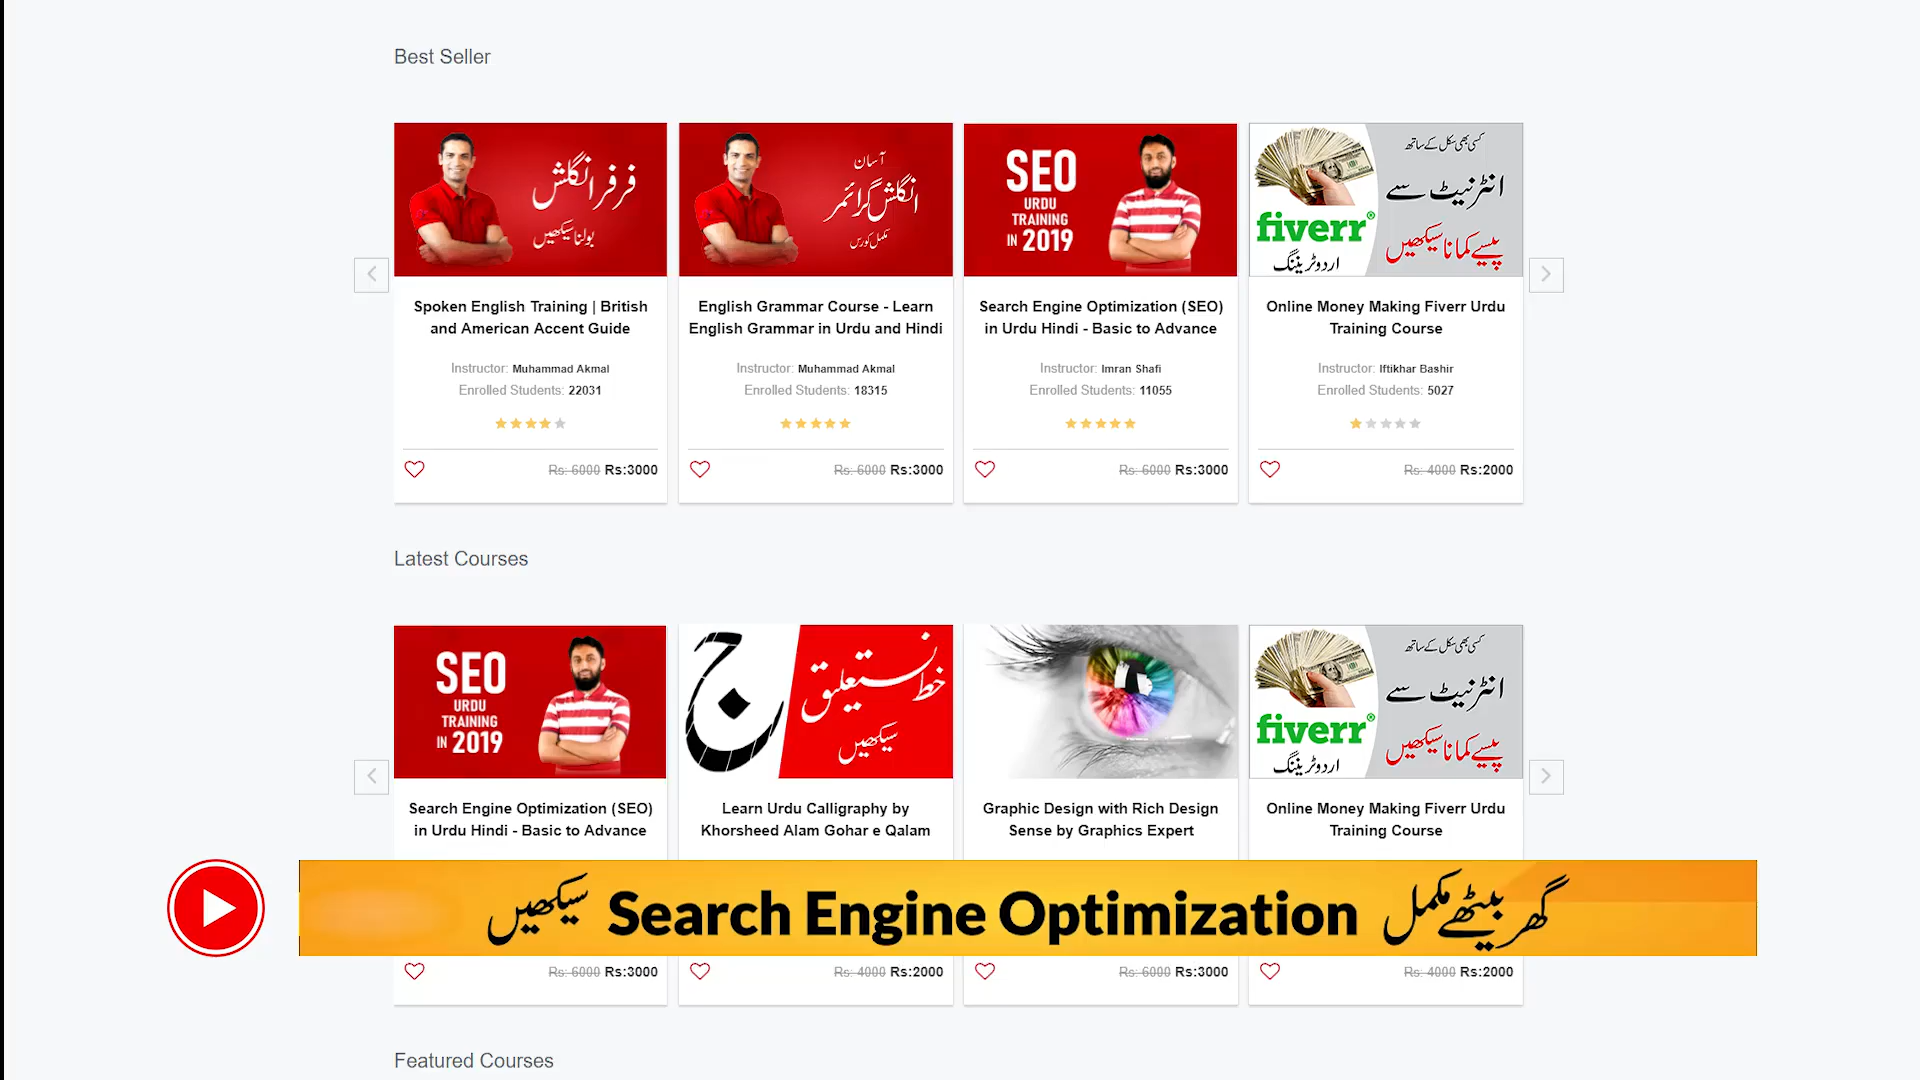 Best Seller
فرفر انگلش
بولنا سیکھیں
آسان
انگلش گرائمر
مکمل کورس
SEO
URDU
TRAINING
IN 2019
کسی بھی سکل کے ساتھ
انٹرنیٹ سے
پیسے کمانا سیکھیں
fiverr®
اردو ٹریننگ
Spoken English Training | British
and American Accent Guide
Instructor: Muhammad Akmal
Enrolled Students: 22031
Rs: 6000 Rs:3000
English Grammar Course - Learn
English Grammar in Urdu and Hindi
Instructor: Muhammad Akmal
Enrolled Students: 18315
Rs: 6000 Rs:3000
Search Engine Optimization (SEO)
in Urdu Hindi - Basic to Advance
Instructor: Imran Shafi
Enrolled Students: 11055
Rs: 6000 Rs:3000
Online Money Making Fiverr Urdu
Training Course
Instructor: Iftikhar Bashir
Enrolled Students: 5027
Rs: 4000 Rs:2000
Latest Courses
SEO
URDU
TRAINING
IN 2019
ج
خط نستعلیق
سیکھیں
کسی بھی سکل کے ساتھ
انٹرنیٹ سے
پیسے کمانا سیکھیں
fiverr®
اردو ٹریننگ
Search Engine Optimization (SEO)
in Urdu Hindi - Basic to Advance
Learn Urdu Calligraphy by
Khorsheed Alam Gohar e Qalam
Graphic Design with Rich Design
Sense by Graphics Expert
Online Money Making Fiverr Urdu
Training Course
گھر بیٹھے مکمل Search Engine Optimization سیکھیں
Rs: 6000 Rs:3000
Rs: 4000 Rs:2000
Rs: 6000 Rs:3000
Rs: 4000 Rs:2000
Featured Courses